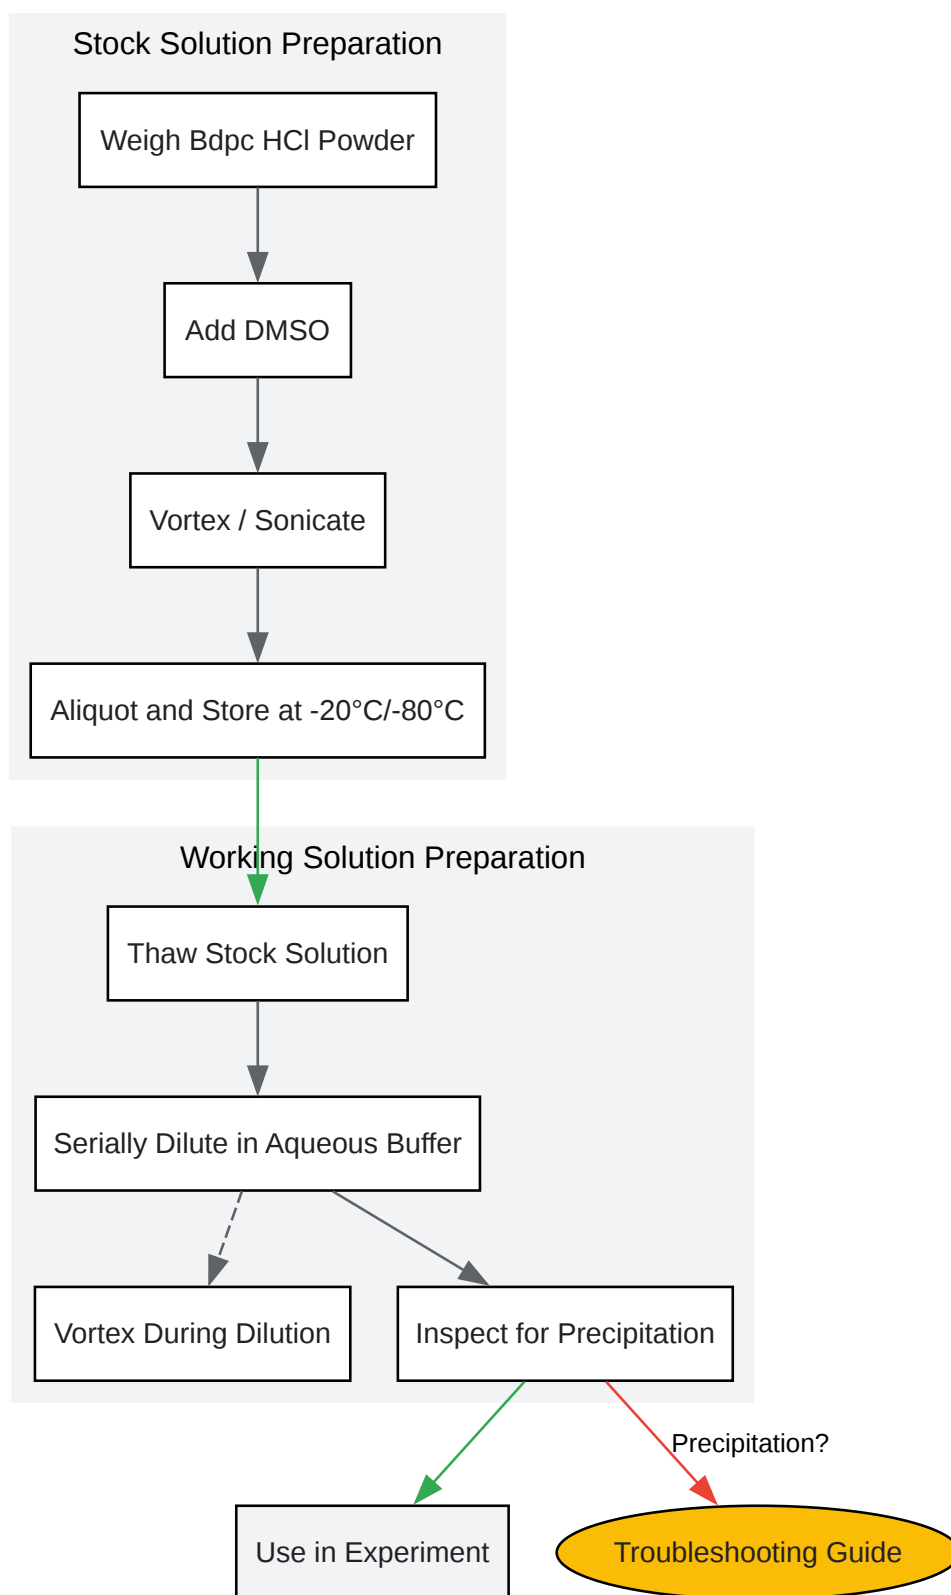 Stock Solution Preparation
Weigh Bdpc HCl Powder
Add DMSO
Vortex / Sonicate
Aliquot and Store at -20°C/-80°C
Working Solution Preparation
Thaw Stock Solution
Serially Dilute in Aqueous Buffer
Vortex During Dilution
Inspect for Precipitation
Precipitation?
Use in Experiment
Troubleshooting Guide